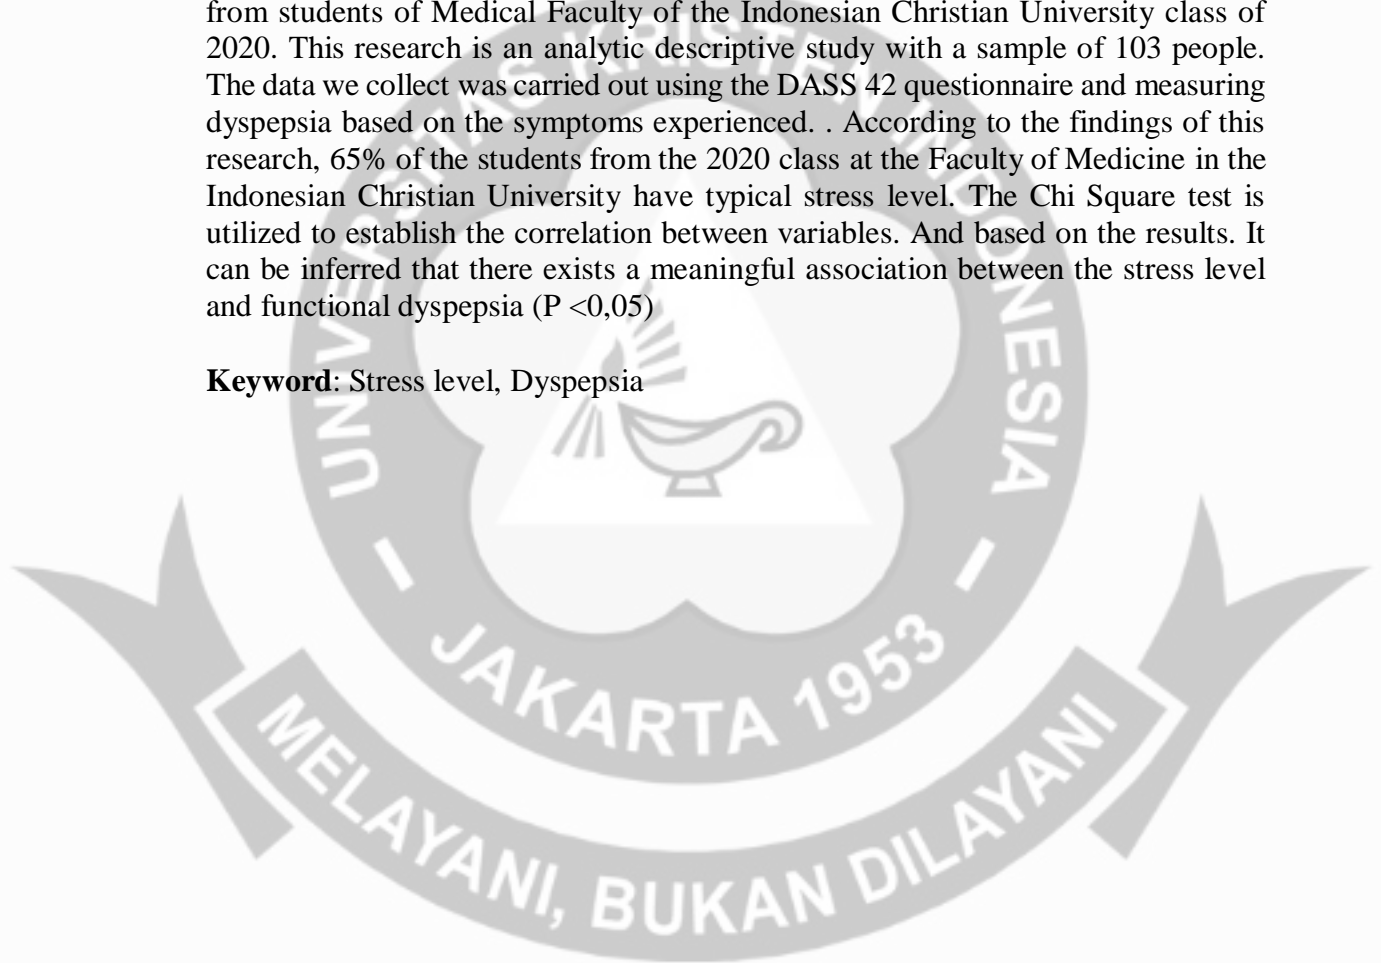 from students of Medical Faculty of the Indonesian Christian University class of
2020. This research is an analytic descriptive study with a sample of 103 people.
The data we collect was carried out using the DASS 42 questionnaire and measuring
dyspepsia based on the symptoms experienced. . According to the findings of this
research, 65% of the students from the 2020 class at the Faculty of Medicine in the
Indonesian Christian University have typical stress level. The Chi Square test is
utilized to establish the correlation between variables. And based on the results. It
can be inferred that there exists a meaningful association between the stress level
and functional dyspepsia (P <0,05)
Keyword: Stress level, Dyspepsia
UNIVERSITAS KRISTEN INDONESIA
JAKARTA 1953
MELAYANI, BUKAN DILAYANI